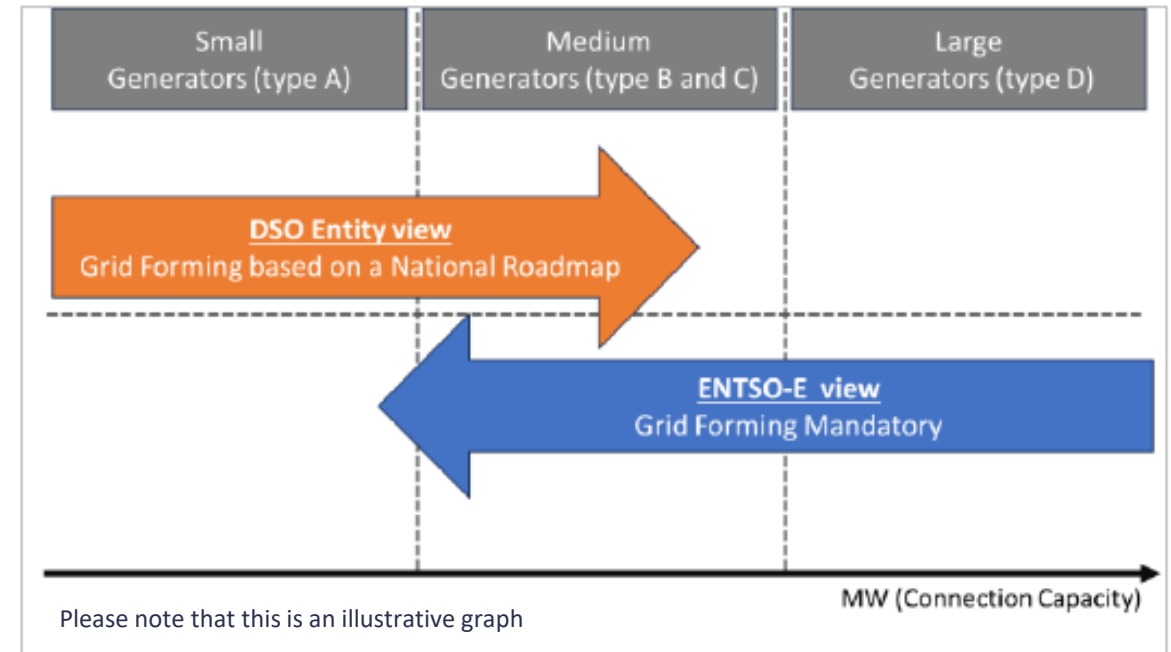 Small
Generators (type A)
Medium
Generators (type B and C)
Large
Generators (type D)
DSO Entity view
Grid Forming based on a National Roadmap
ENTSO-E view
Grid Forming Mandatory
MW (Connection Capacity)
Please note that this is an illustrative graph